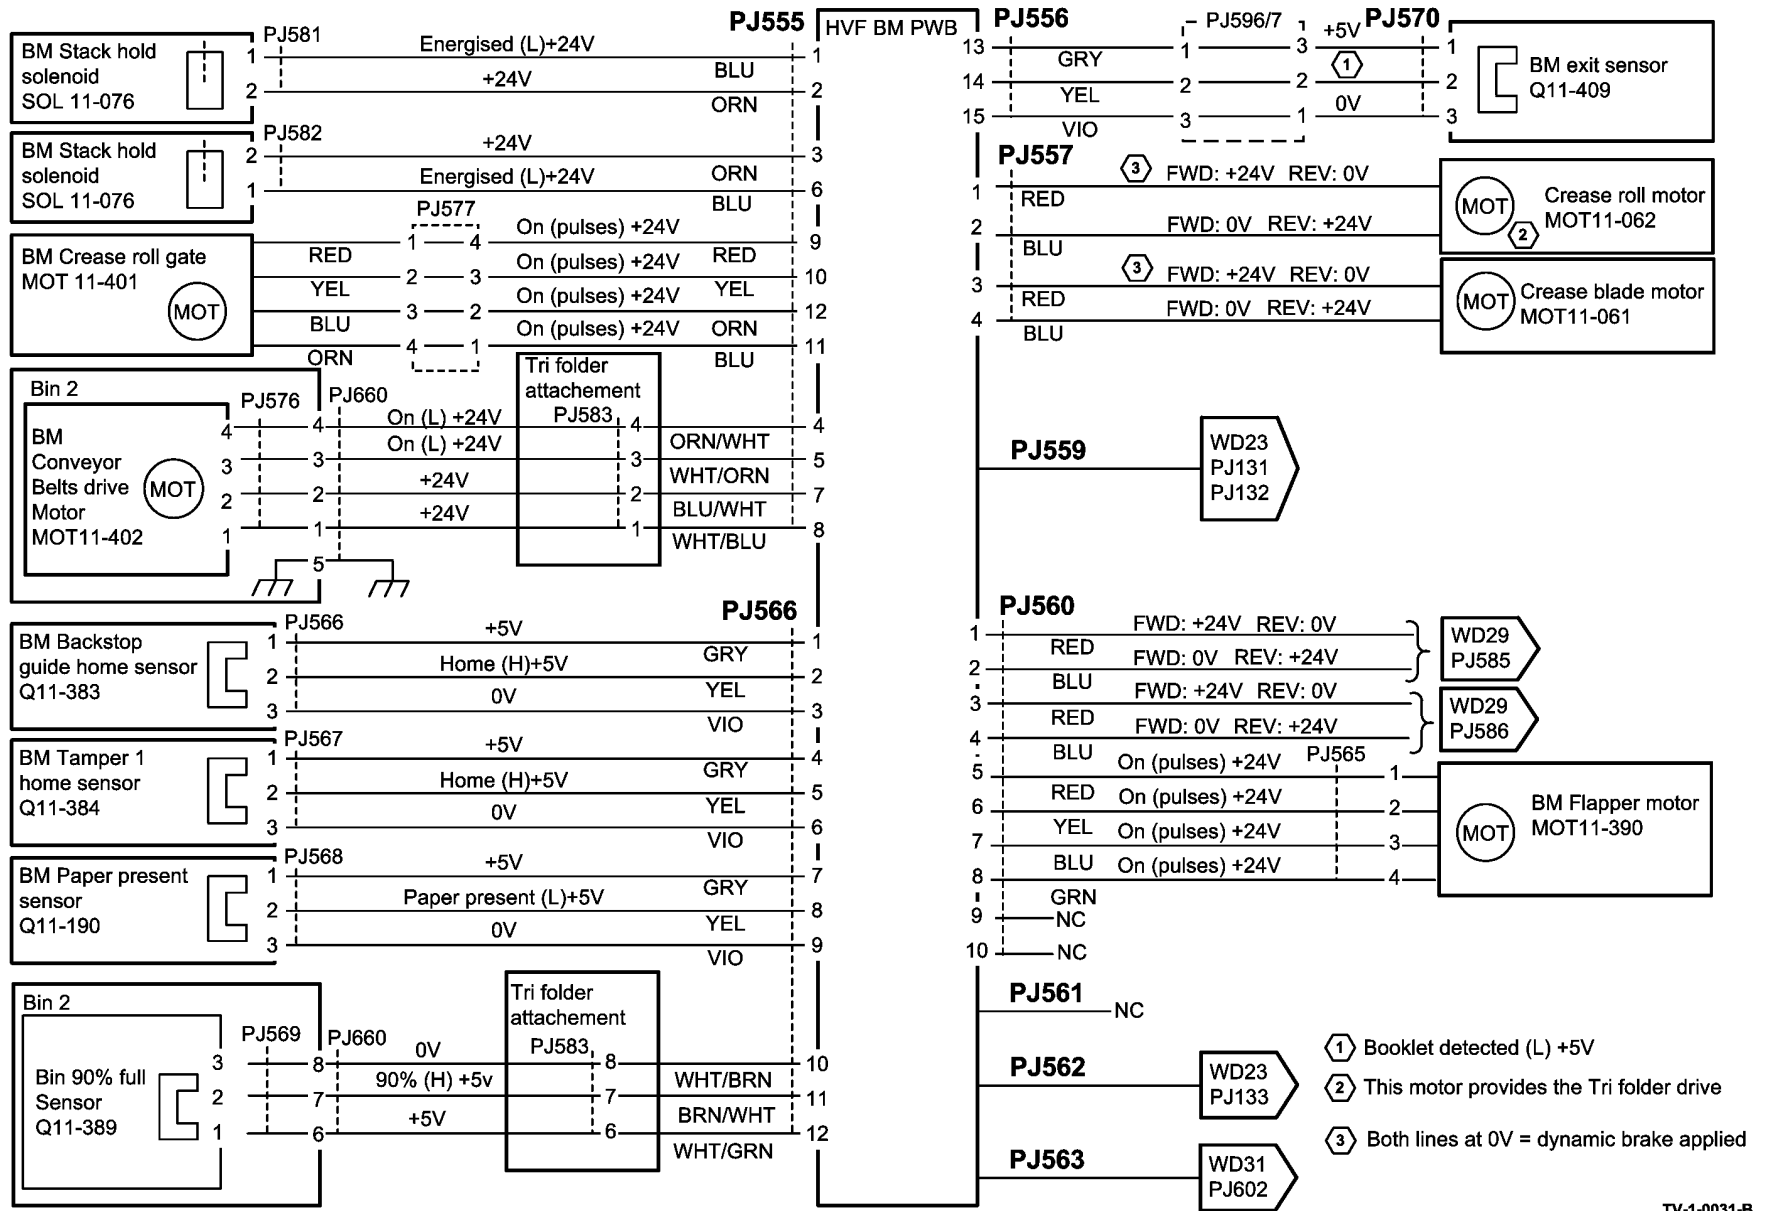 PJ555
HVF BM PWB
PJ556
PJ596/7
PJ570
BM Stack hold
solenoid
SOL 11-076
PJ581
1
Energised (L)+24V
BLU
1
2
+24V
ORN
2
BM Stack hold
solenoid
SOL 11-076
PJ582
2
+24V
ORN
3
1
Energised (L)+24V
BLU
6
BM Crease roll gate
MOT 11-401
MOT
PJ577
RED
1
4
On (pulses) +24V
RED
9
YEL
2
3
On (pulses) +24V
YEL
10
BLU
3
2
On (pulses) +24V
ORN
12
ORN
4
1
On (pulses) +24V
BLU
11
Bin 2
BM
Conveyor
Belts drive
Motor
MOT11-402
MOT
PJ576
PJ660
Tri folder
attachement
PJ583
4
4
On (L) +24V
4
ORN/WHT
4
3
3
On (L) +24V
3
WHT/ORN
5
2
2
+24V
2
BLU/WHT
7
1
1
+24V
1
WHT/BLU
8
5
PJ566
BM Backstop
guide home sensor
Q11-383
PJ566
1
+5V
GRY
1
2
Home (H)+5V
YEL
2
3
0V
VIO
3
BM Tamper 1
home sensor
Q11-384
PJ567
1
+5V
GRY
4
2
Home (H)+5V
YEL
5
3
0V
VIO
6
BM Paper present
sensor
Q11-190
PJ568
1
+5V
GRY
7
2
Paper present (L)+5V
YEL
8
3
0V
VIO
9
Bin 2
Bin 90% full
Sensor
Q11-389
PJ569
PJ660
Tri folder
attachement
PJ583
3
8
0V
8
WHT/BRN
10
2
7
90% (H) +5v
7
BRN/WHT
11
1
6
+5V
6
WHT/GRN
12
13
GRY
1
3
+5V
1
14
YEL
2
2
1
2
15
VIO
3
1
0V
3
BM exit sensor
Q11-409
PJ557
1
RED
3
FWD: +24V REV: 0V
2
BLU
FWD: 0V REV: +24V
MOT
2
Crease roll motor
MOT11-062
3
RED
3
FWD: +24V REV: 0V
4
BLU
FWD: 0V REV: +24V
MOT
Crease blade motor
MOT11-061
PJ559
WD23
PJ131
PJ132
PJ560
1
RED
FWD: +24V REV: 0V
2
BLU
FWD: 0V REV: +24V
WD29
PJ585
3
RED
FWD: +24V REV: 0V
4
BLU
FWD: 0V REV: +24V
WD29
PJ586
PJ565
5
RED
On (pulses) +24V
1
6
YEL
On (pulses) +24V
2
7
BLU
On (pulses) +24V
3
8
GRN
On (pulses) +24V
4
MOT
BM Flapper motor
MOT11-390
9
NC
10
NC
PJ561
NC
PJ562
WD23
PJ133
PJ563
WD31
PJ602
1 Booklet detected (L) +5V
2 This motor provides the Tri folder drive
3 Both lines at 0V = dynamic brake applied
TV-1-0031-B